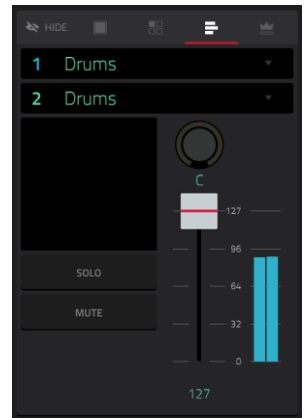 HIDE
1 Drums
2 Drums
C
127
96
SOLO
64
MUTE
32
0
127